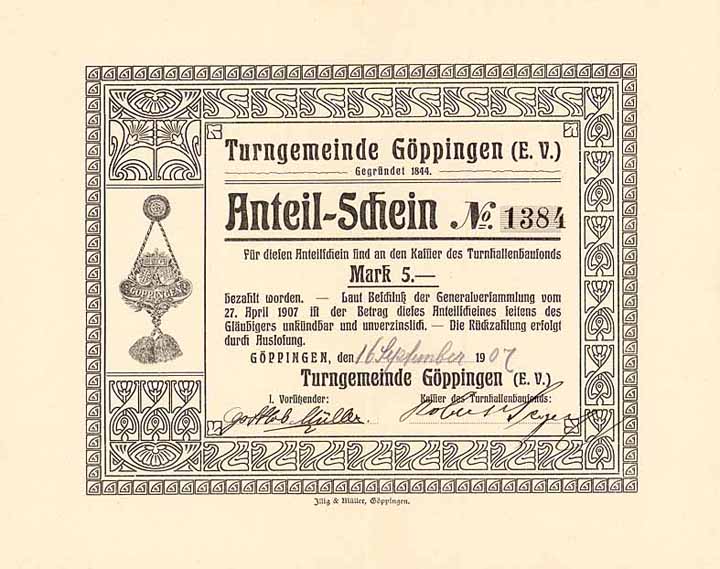 Turngemeinde Göppingen (E. V.)
Gegründet 1844.
Anteil-Schein No. 1384
Für diesen Anteilschein sind an den Kassier des Turnhallenbaufonds
Mark 5.—
bezahlt worden. — Laut Beschluß der Generalversammlung vom
27. April 1907 ist der Betrag dieses Anteilscheines seitens des
Gläubigers unkündbar und unverzinslich. — Die Rückzahlung erfolgt
durch Auslosung.
GÖPPINGEN, den 16 September 1907
Turngemeinde Göppingen (E. V.)
I. Vorsitzender: Kassier des Turnhallenbaufonds:
Gottlob Müller. Robert
GÖPPINGEN
Illig & Müller, Göppingen.